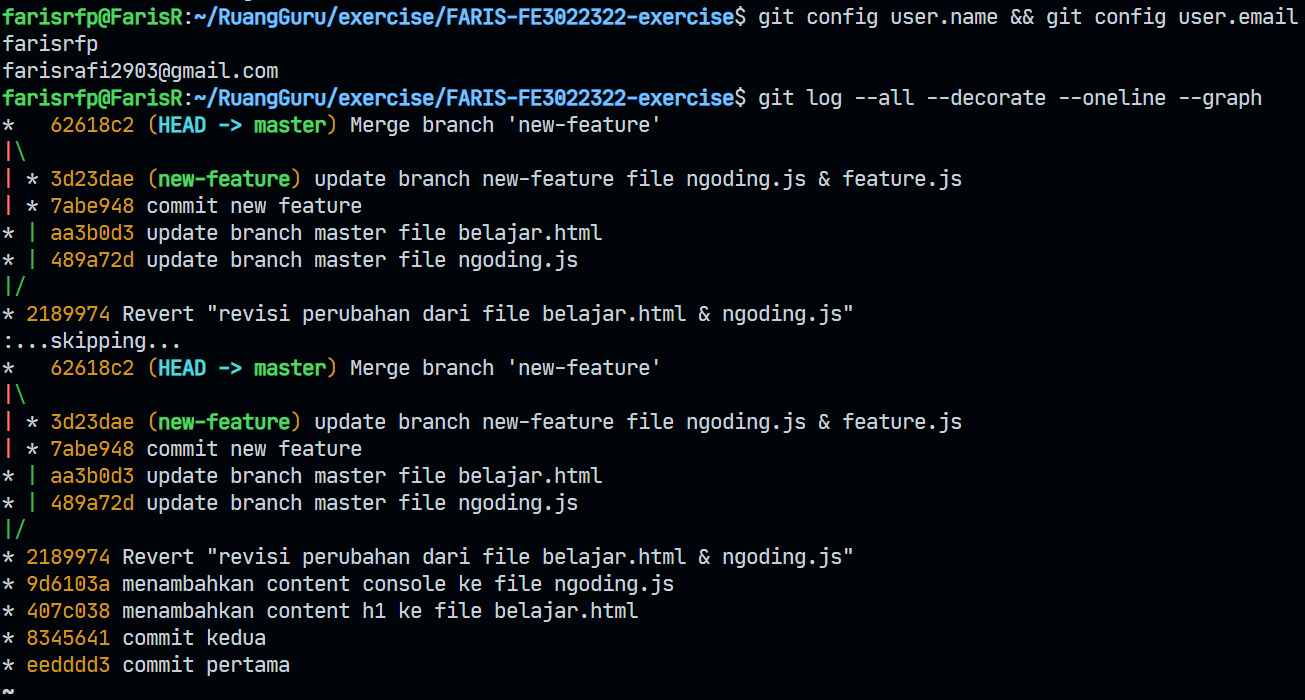 farisrfp@FarisR:~/RuangGuru/exercise/FARIS-FE3022322-exercise$ git config user.name && git config user.email
farisrfp
farisrafi2903@gmail.com
farisrfp@FarisR:~/RuangGuru/exercise/FARIS-FE3022322-exercise$ git log --all --decorate --oneline --graph
*   62618c2 (HEAD -> master) Merge branch 'new-feature'
|\
| * 3d23dae (new-feature) update branch new-feature file ngoding.js & feature.js
| * 7abe948 commit new feature
* | aa3b0d3 update branch master file belajar.html
* | 489a72d update branch master file ngoding.js
|/
* 2189974 Revert "revisi perubahan dari file belajar.html & ngoding.js"
:...skipping...
*   62618c2 (HEAD -> master) Merge branch 'new-feature'
|\
| * 3d23dae (new-feature) update branch new-feature file ngoding.js & feature.js
| * 7abe948 commit new feature
* | aa3b0d3 update branch master file belajar.html
* | 489a72d update branch master file ngoding.js
|/
* 2189974 Revert "revisi perubahan dari file belajar.html & ngoding.js"
* 9d6103a menambahkan content console ke file ngoding.js
* 407c038 menambahkan content h1 ke file belajar.html
* 8345641 commit kedua
* eedddd3 commit pertama
~